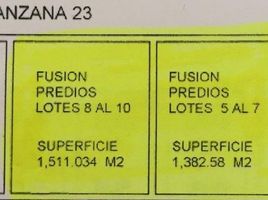 ANZANA 23
FUSION
PREDIOS
LOTES 8 AL 10
SUPERFICIE
1,511.034 M2
FUSION
PREDIOS
LOTES 5 AL 7
SUPERFICIE
1,382.58 M2